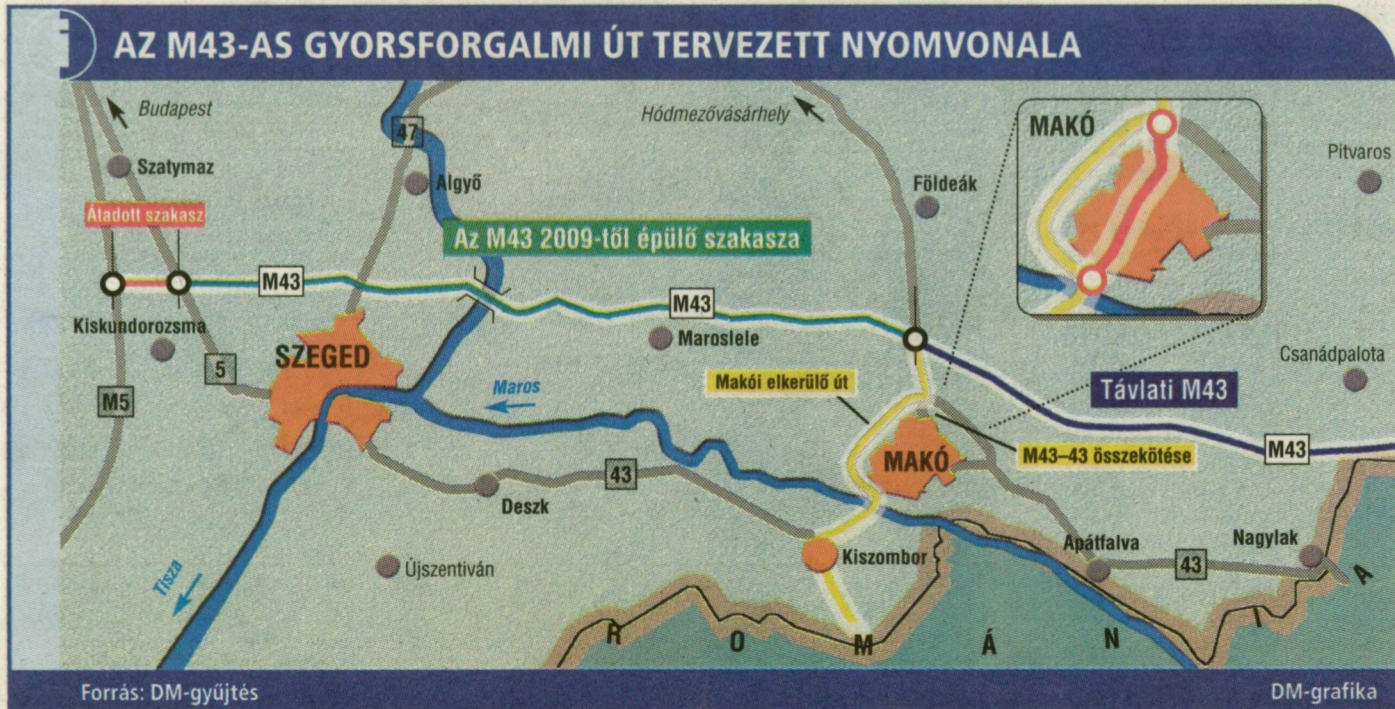 i
AZ M43-AS GYORSFORGALMI ÚT TERVEZETT NYOMVONALA
Budapest
47
Hódmezővásárhely
MAKÓ
Pitvaros
Szatymaz
Algyő
Földeák
Átadott szakasz
Az M43 2009-től épülő szakasza
M43
M43
Kiskundorozsma
SZEGED
Maroslele
Csanádpalota
5
M5
Maros
Makói elkerülő út
Távlati M43
MAKÓ
M43–43 összekötése
M43
43
Deszk
Kiszombor
Apátfalva
43
Nagylak
Újszentiván
Tisza
ROMÁNIA
Forrás: DM-gyűjtés
DM-grafika